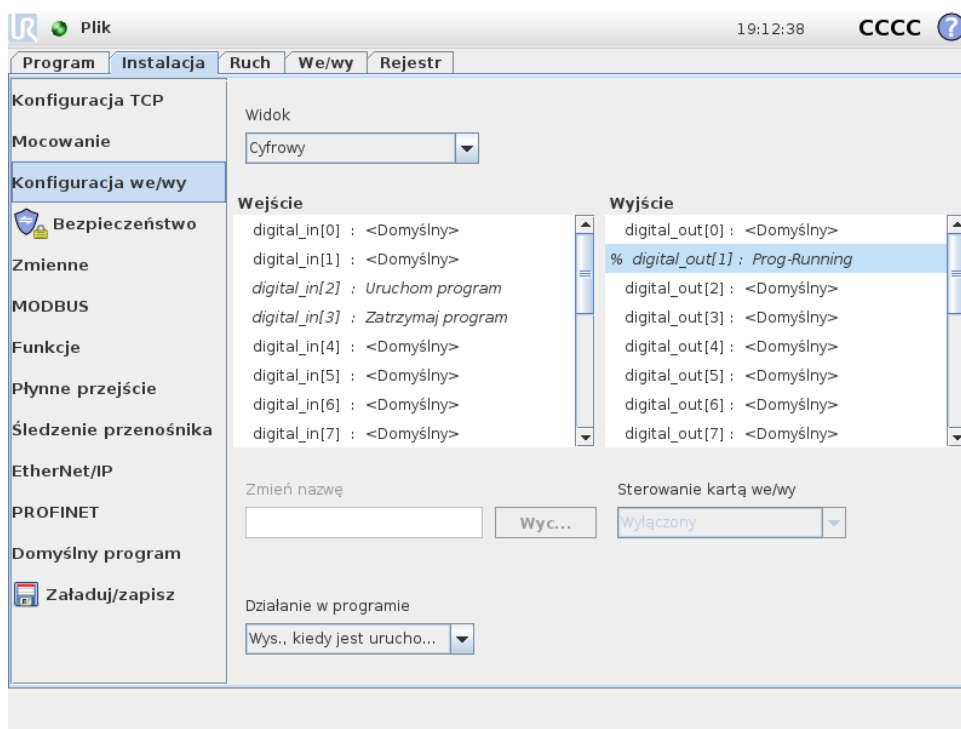 Plik
19:12:38
CCCC
?
Program
Instalacja
Ruch
We/wy
Rejestr
Konfiguracja TCP
Mocowanie
Konfiguracja we/wy
Bezpieczeństwo
Zmienne
MODBUS
Funkcje
Płynne przejście
Śledzenie przenośnika
EtherNet/IP
PROFINET
Domyślny program
Załaduj/zapisz
Widok
Cyfrowy
Wejście
digital_in[0] : <Domyślny>
digital_in[1] : <Domyślny>
digital_in[2] : Uruchom program
digital_in[3] : Zatrzymaj program
digital_in[4] : <Domyślny>
digital_in[5] : <Domyślny>
digital_in[6] : <Domyślny>
digital_in[7] : <Domyślny>
Wyjście
digital_out[0] : <Domyślny>
% digital_out[1] : Prog-Running
digital_out[2] : <Domyślny>
digital_out[3] : <Domyślny>
digital_out[4] : <Domyślny>
digital_out[5] : <Domyślny>
digital_out[6] : <Domyślny>
digital_out[7] : <Domyślny>
Zmień nazwę
Wyc...
Sterowanie kartą we/wy
Wyłączony
Działanie w programie
Wys., kiedy jest urucho...